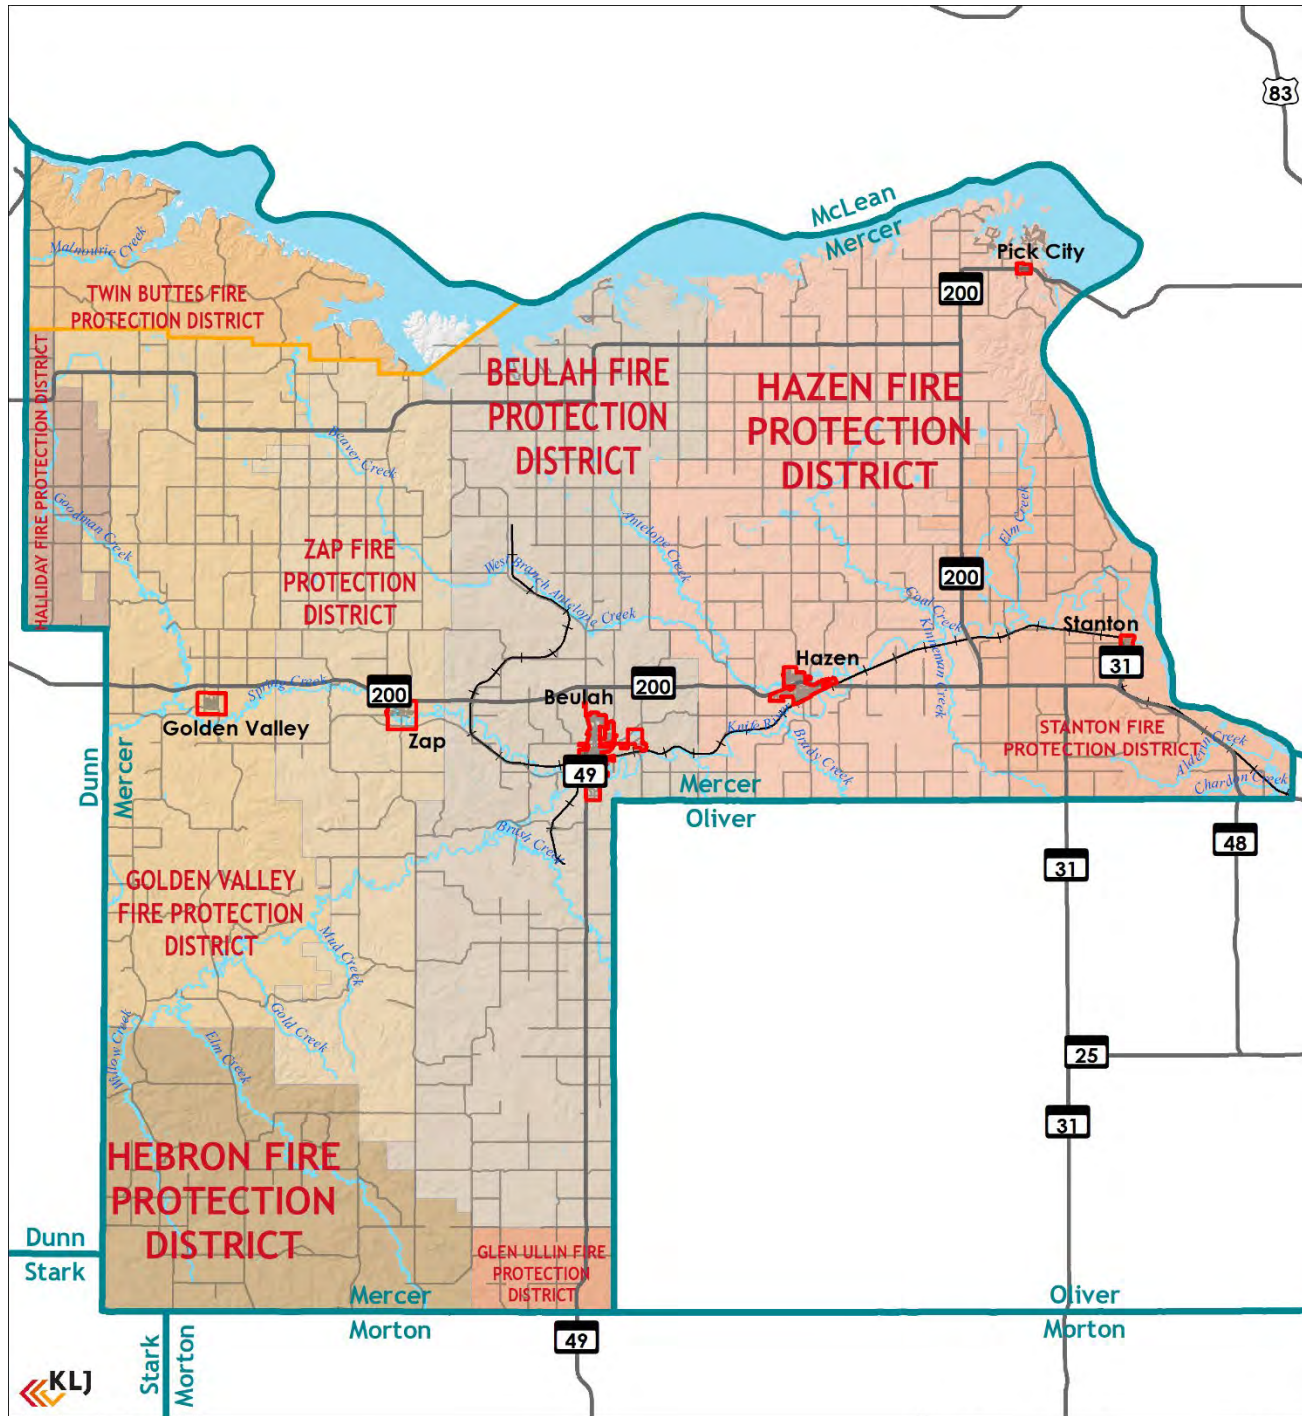 83
McLean
Mercer
Pick City
200
Malnourie Creek
TWIN BUTTES FIRE
PROTECTION DISTRICT
HALLIDAY FIRE PROTECTION DISTRICT
BEULAH FIRE
PROTECTION
DISTRICT
HAZEN FIRE
PROTECTION
DISTRICT
Beaver Creek
Goodman Creek
Antelope Creek
Elm Creek
ZAP FIRE
PROTECTION
DISTRICT
West Branch Antelope Creek
200
Coal Creek
Kinneman Creek
Stanton
31
Hazen
Spring Creek
200
200
Beulah
Golden Valley
Zap
Knife River
Brady Creek
STANTON FIRE
PROTECTION DISTRICT
Alderin Creek
Chardon Creek
Dunn
Mercer
49
Mercer
Oliver
48
31
Brush Creek
GOLDEN VALLEY
FIRE PROTECTION
DISTRICT
Mud Creek
Gold Creek
Elm Creek
Willow Creek
25
31
HEBRON FIRE
PROTECTION
DISTRICT
Dunn
Stark
GLEN ULLIN FIRE
PROTECTION
DISTRICT
Mercer
Morton
Oliver
Morton
49
Stark
Morton
KLJ